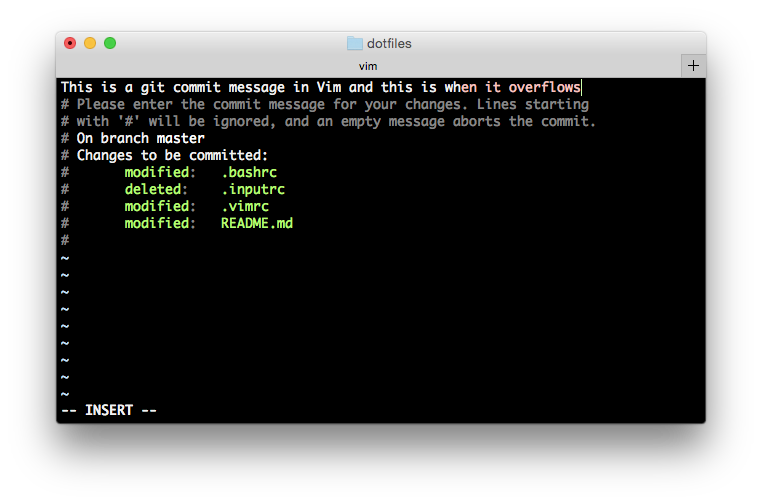 dotfiles
vim +
This is a git commit message in Vim and this is when it overflows
# Please enter the commit message for your changes. Lines starting
# with '#' will be ignored, and an empty message aborts the commit.
# On branch master
# Changes to be committed:
#       modified:   .bashrc
#       deleted:    .inputrc
#       modified:   .vimrc
#       modified:   README.md
#
~
~
~
~
~
~
~
~
~
-- INSERT --